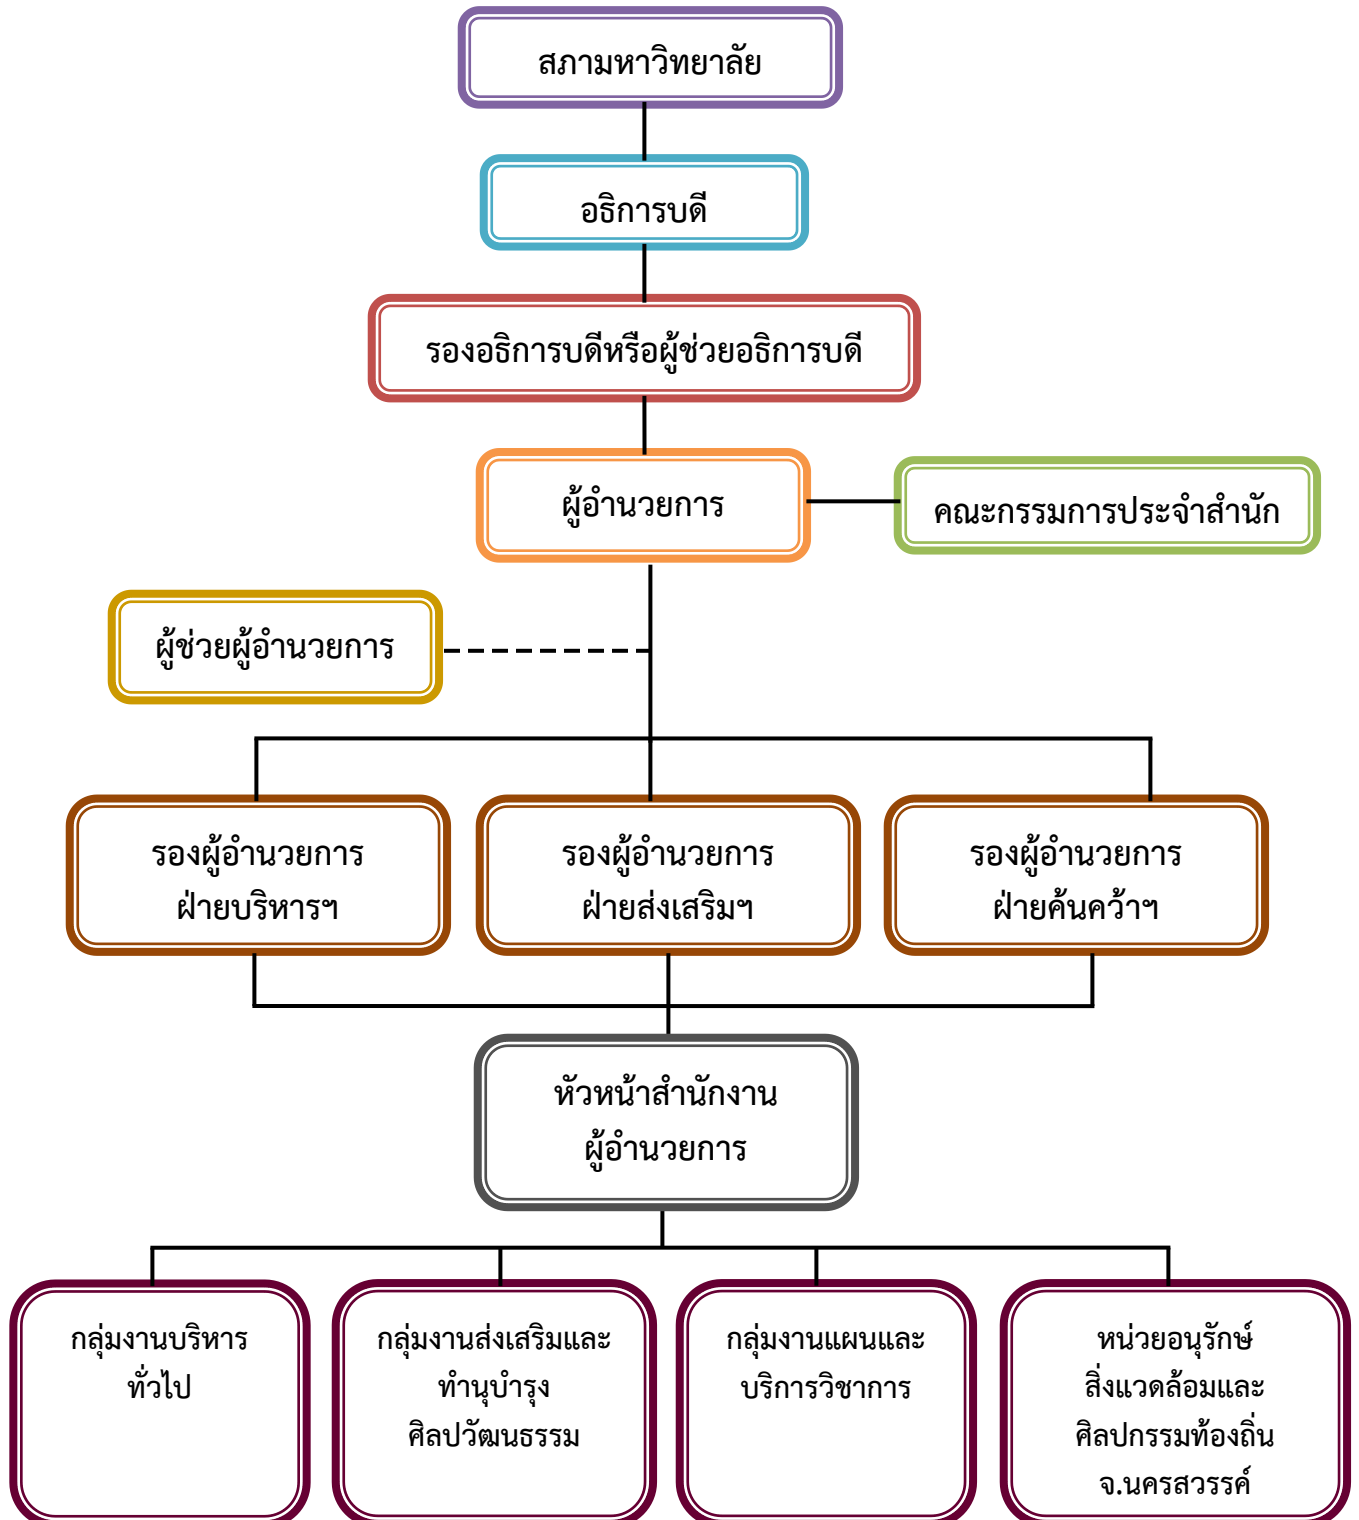 สภามหาวิทยาลัย
อธิการบดี
รองอธิการบดีหรือผู้ช่วยอธิการบดี
ผู้อำนวยการ
คณะกรรมการประจำสำนัก
ผู้ช่วยผู้อำนวยการ
รองผู้อำนวยการ
ฝ่ายบริหารฯ
รองผู้อำนวยการ
ฝ่ายส่งเสริมฯ
รองผู้อำนวยการ
ฝ่ายค้นคว้าฯ
หัวหน้าสำนักงาน
ผู้อำนวยการ
กลุ่มงานบริหาร
ทั่วไป
กลุ่มงานส่งเสริมและ
ทำนุบำรุง
ศิลปวัฒนธรรม
กลุ่มงานแผนและ
บริการวิชาการ
หน่วยอนุรักษ์
สิ่งแวดล้อมและ
ศิลปกรรมท้องถิ่น
จ.นครสวรรค์